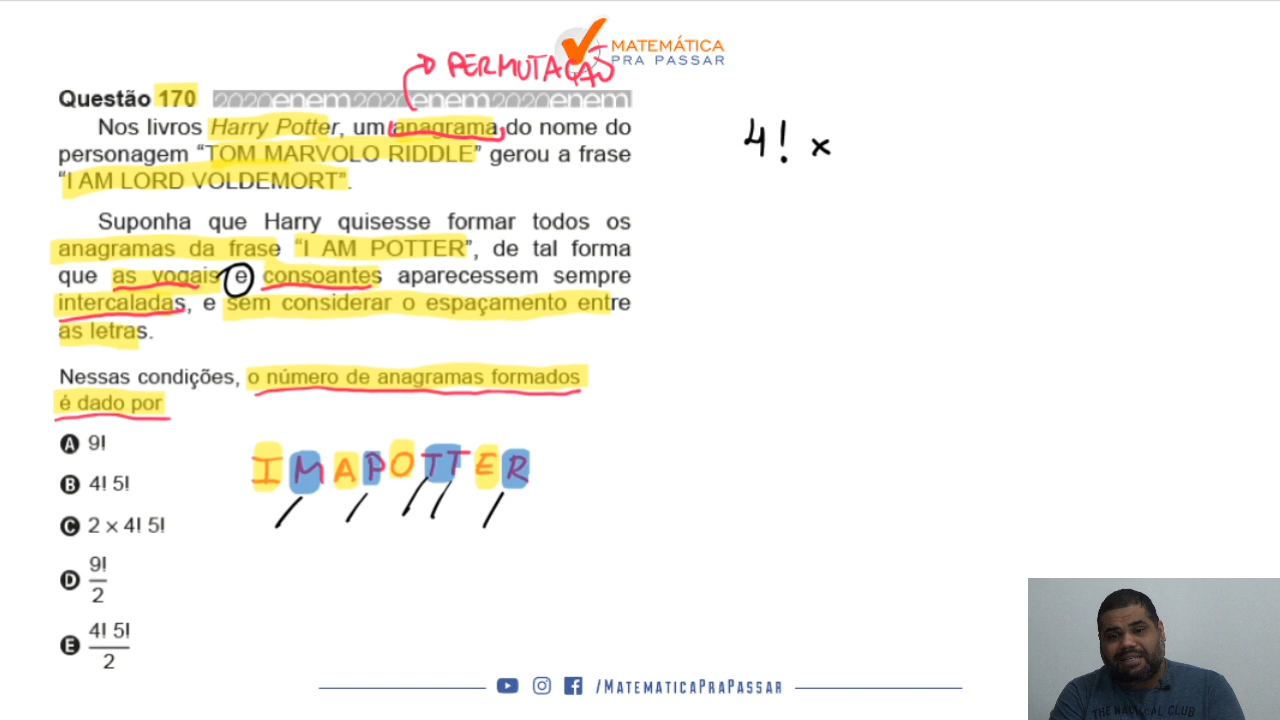 MATEMÁTICA
PRA PASSAR
PERMUTAÇÃO
Questão 170 2020enem2020enem2020enem
Nos livros Harry Potter, um anagrama do nome do
personagem “TOM MARVOLO RIDDLE” gerou a frase
“I AM LORD VOLDEMORT”.
Suponha que Harry quisesse formar todos os
anagramas da frase “I AM POTTER”, de tal forma
que as vogais e consoantes aparecessem sempre
intercaladas, e sem considerar o espaçamento entre
as letras.
Nessas condições, o número de anagramas formados
é dado por
A 9!
B 4! 5!
C 2 × 4! 5!
D 9!
2
E 4! 5!
2
I M A P O T T E R
4! ×
/MATEMATICAPRAPASSAR